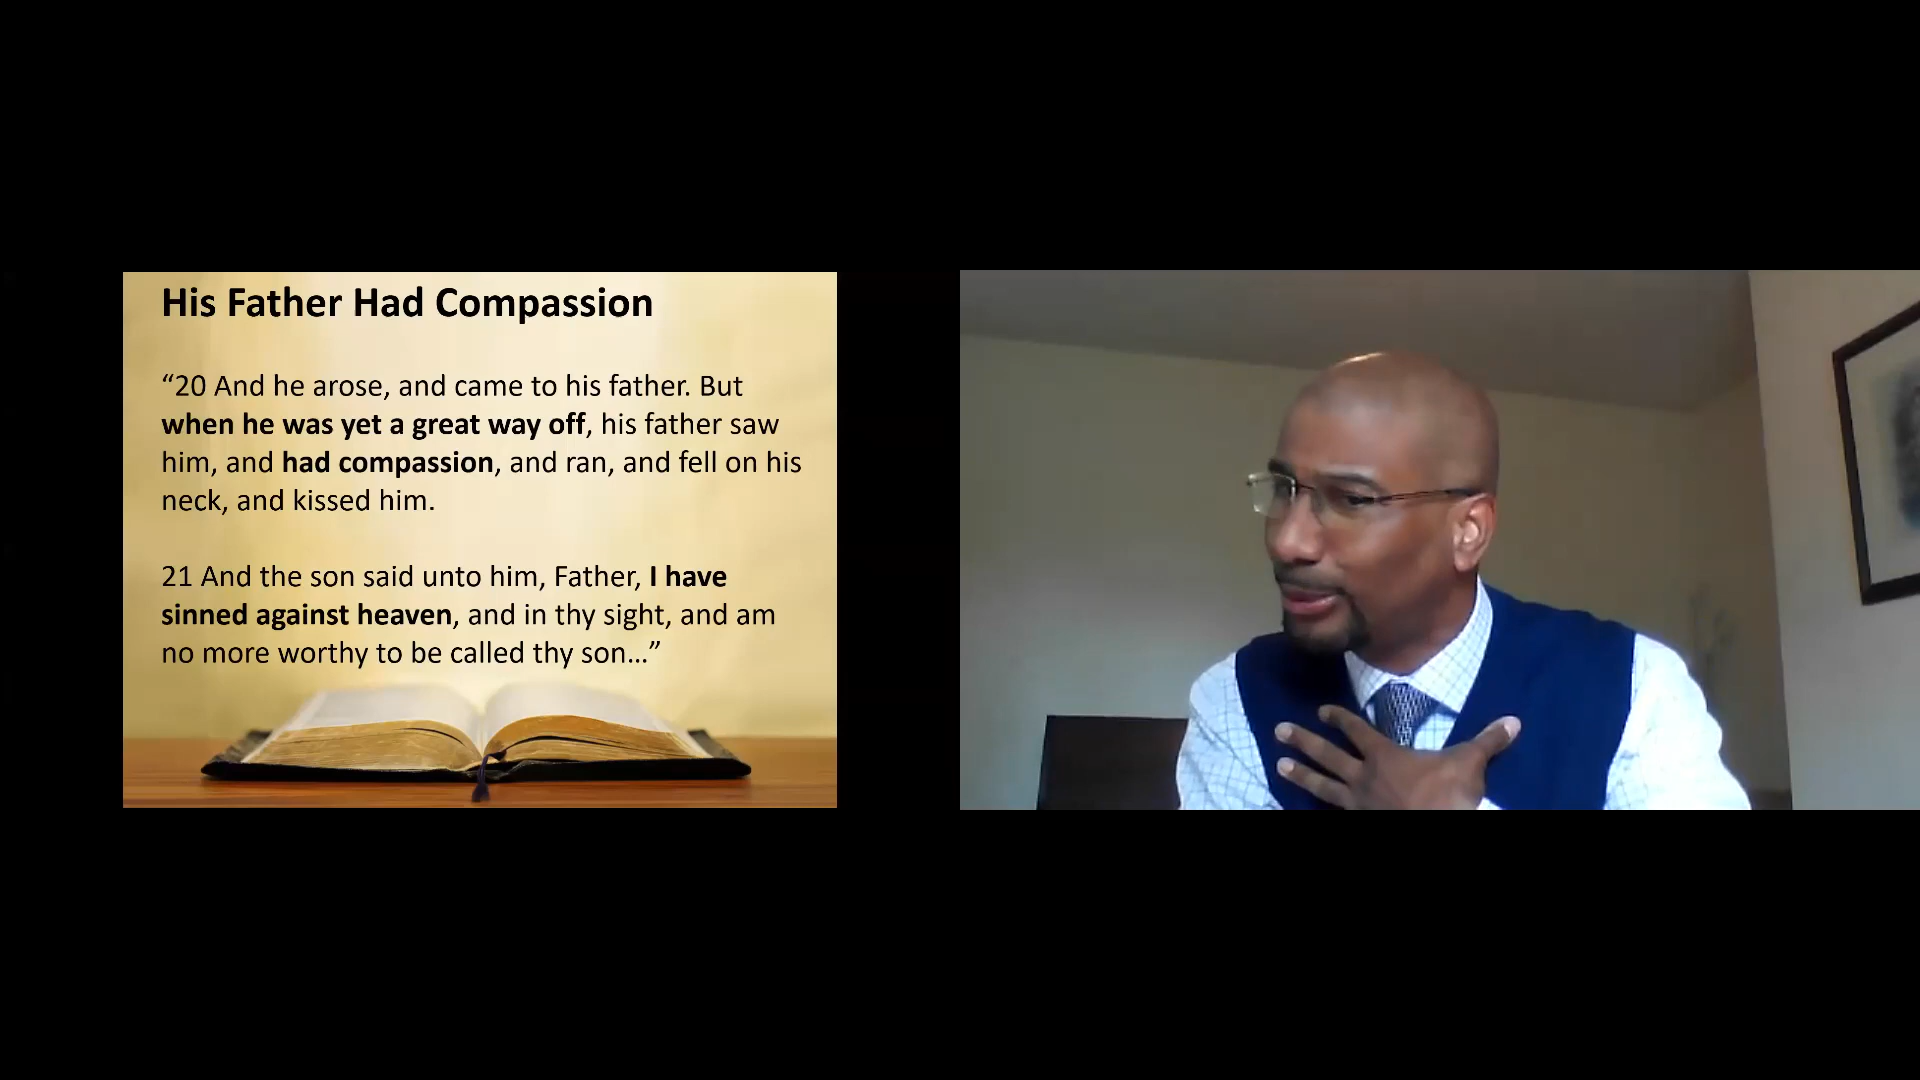 His Father Had Compassion
“20 And he arose, and came to his father. But
when he was yet a great way off, his father saw
him, and had compassion, and ran, and fell on his
neck, and kissed him.
21 And the son said unto him, Father, I have
sinned against heaven, and in thy sight, and am
no more worthy to be called thy son…”